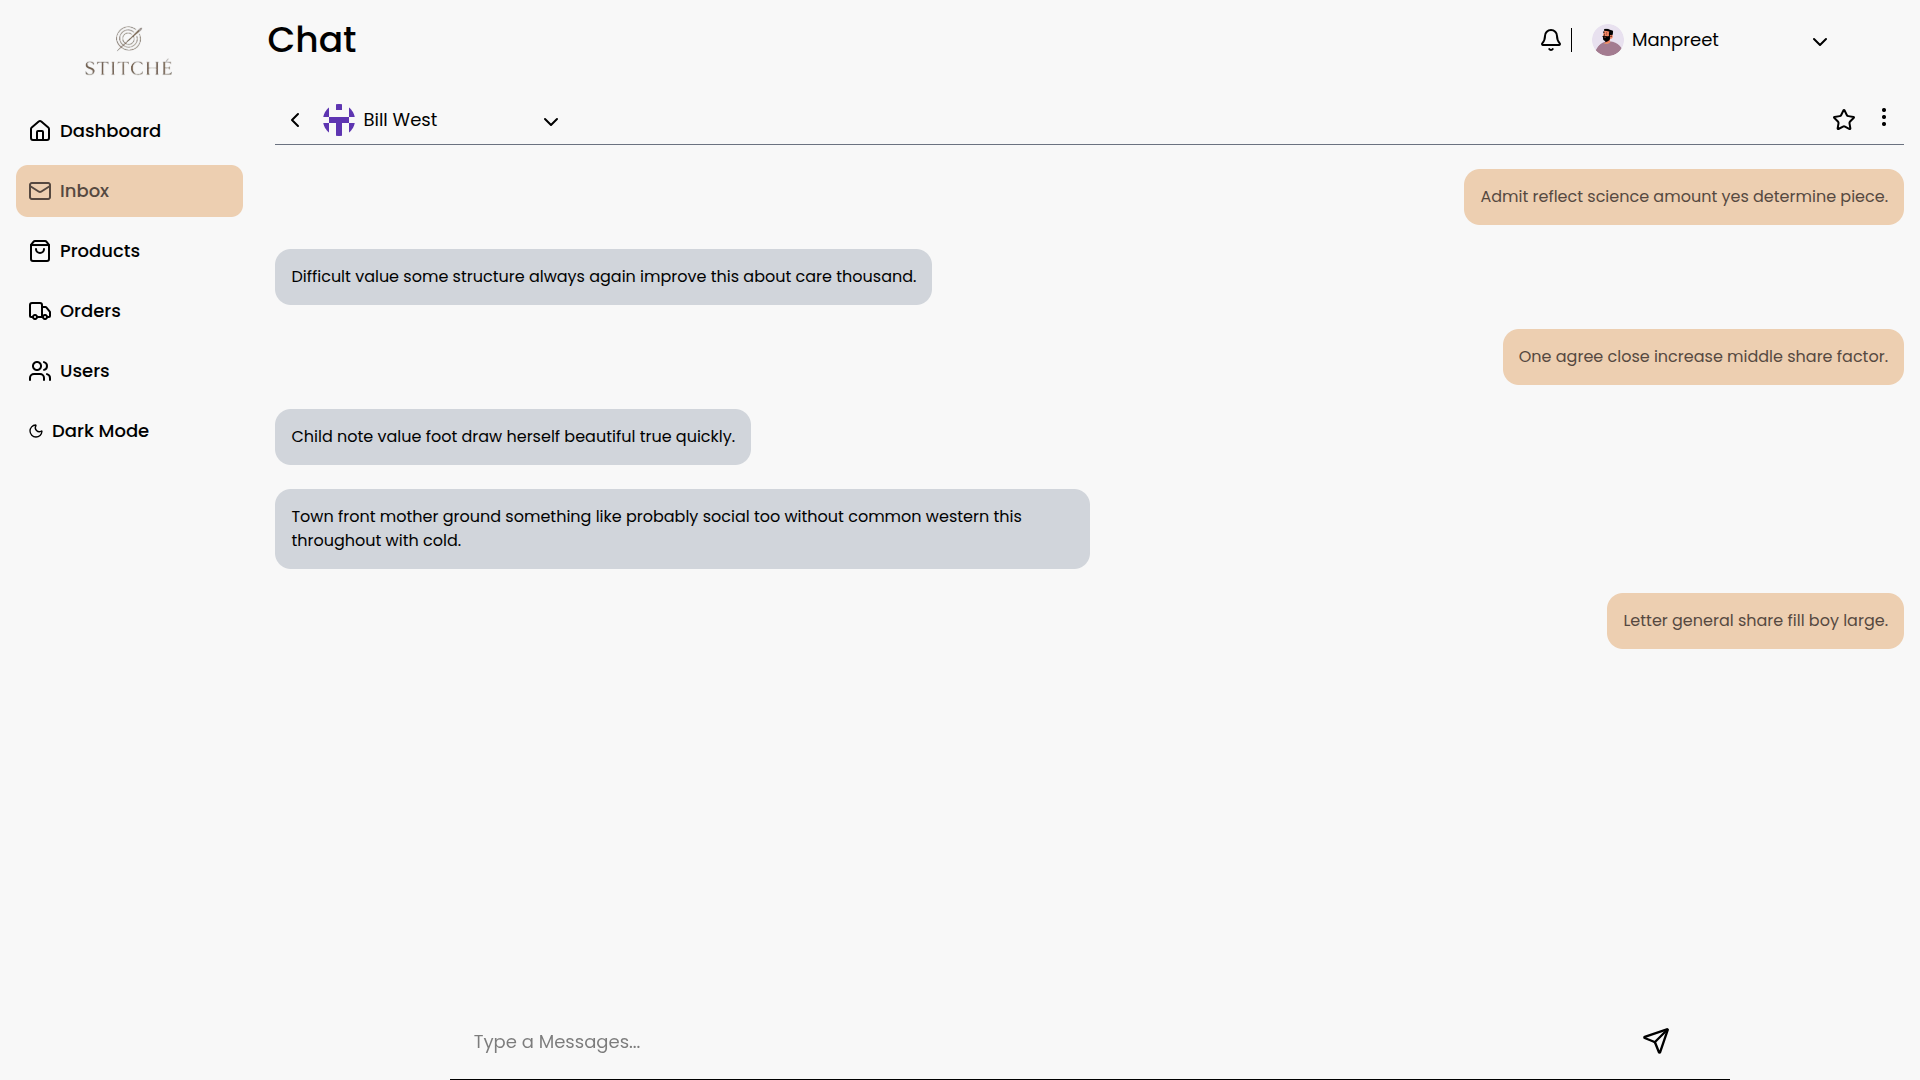 STITCHÉ
Chat
Manpreet
Dashboard
Inbox
Products
Orders
Users
Dark Mode
Bill West
Admit reflect science amount yes determine piece.
Difficult value some structure always again improve this about care thousand.
One agree close increase middle share factor.
Child note value foot draw herself beautiful true quickly.
Town front mother ground something like probably social too without common western this
throughout with cold.
Letter general share fill boy large.
Type a Messages...